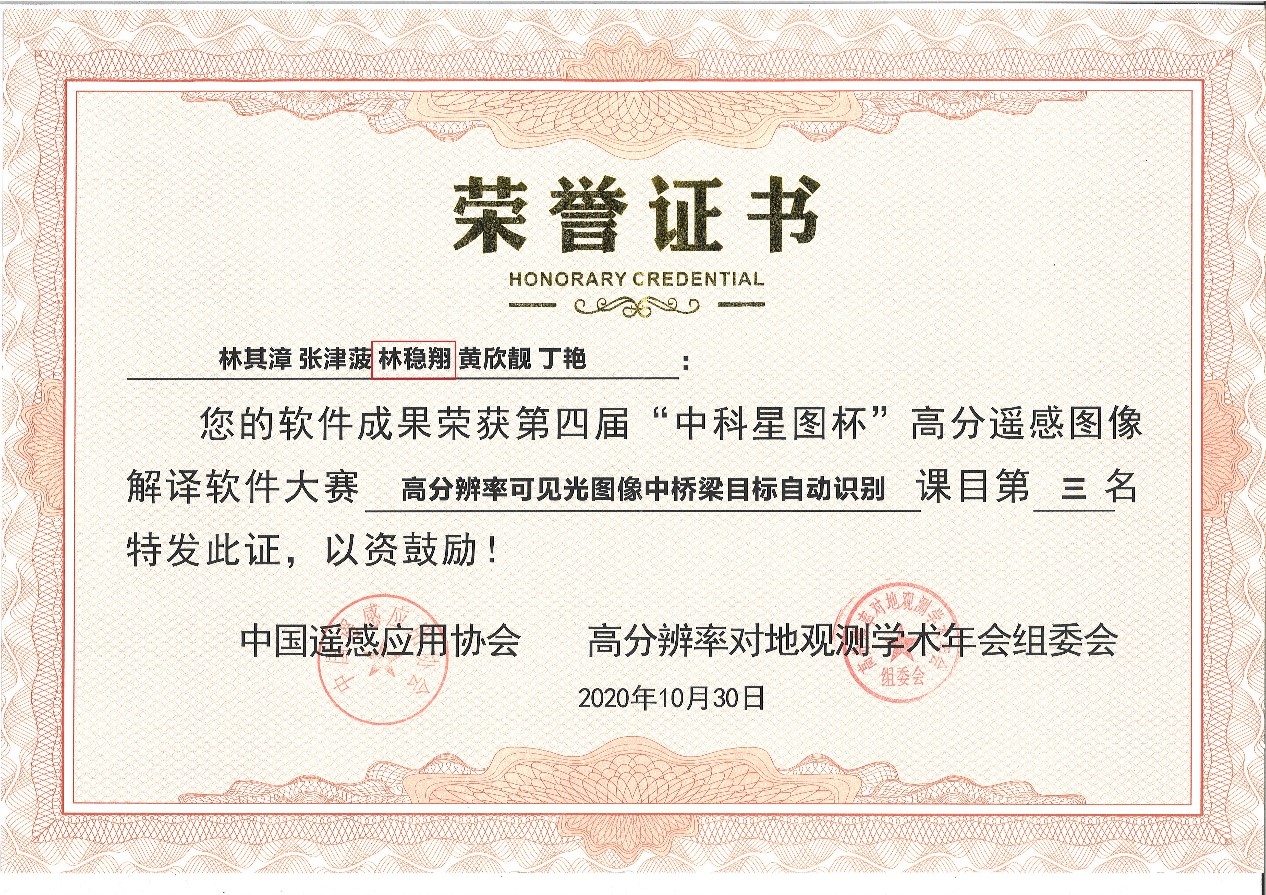 荣誉证书
HONORARY CREDENTIAL
林其漳 张津菠 林稳翔 黄欣靓 丁艳 :
您的软件成果荣获第四届“中科星图杯”高分遥感图像
解译软件大赛 高分辨率可见光图像中桥梁目标自动识别 课目第 三 名
特发此证，以资鼓励！
中国遥感应用协会 高分辨率对地观测学术年会组委会
2020年10月30日
组委会